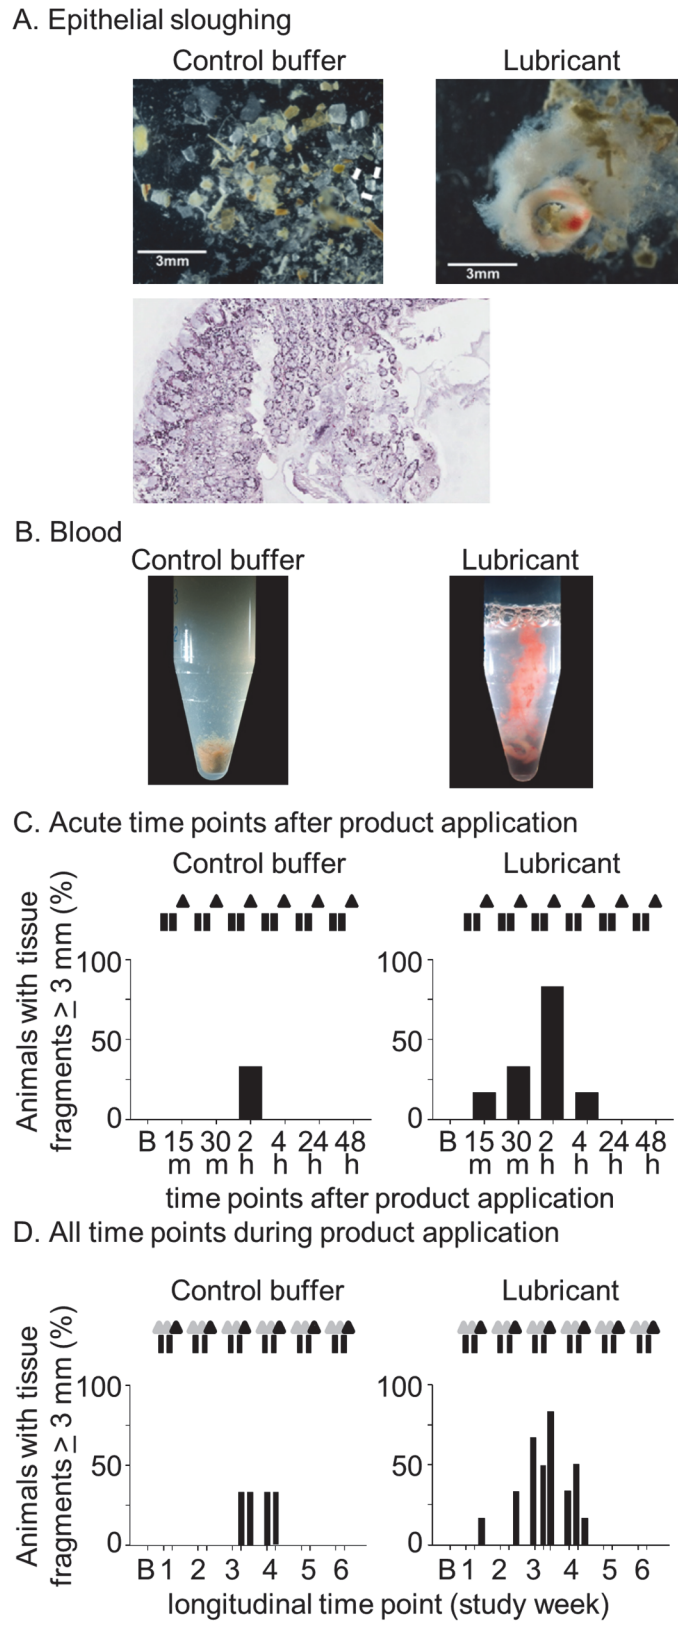 A. Epithelial sloughing
Control buffer
Lubricant
3mm
3mm
B. Blood
Control buffer
Lubricant
C. Acute time points after product application
Control buffer
Lubricant
Animals with tissue
fragments ≥ 3 mm (%)
100
50
0
B 15 30 2 4 24 48
m m h h h h
100
50
0
B 15 30 2 4 24 48
m m h h h h
time points after product application
D. All time points during product application
Control buffer
Lubricant
Animals with tissue
fragments ≥ 3 mm (%)
100
50
0
B 1 2 3 4 5 6
100
50
0
B 1 2 3 4 5 6
longitudinal time point (study week)